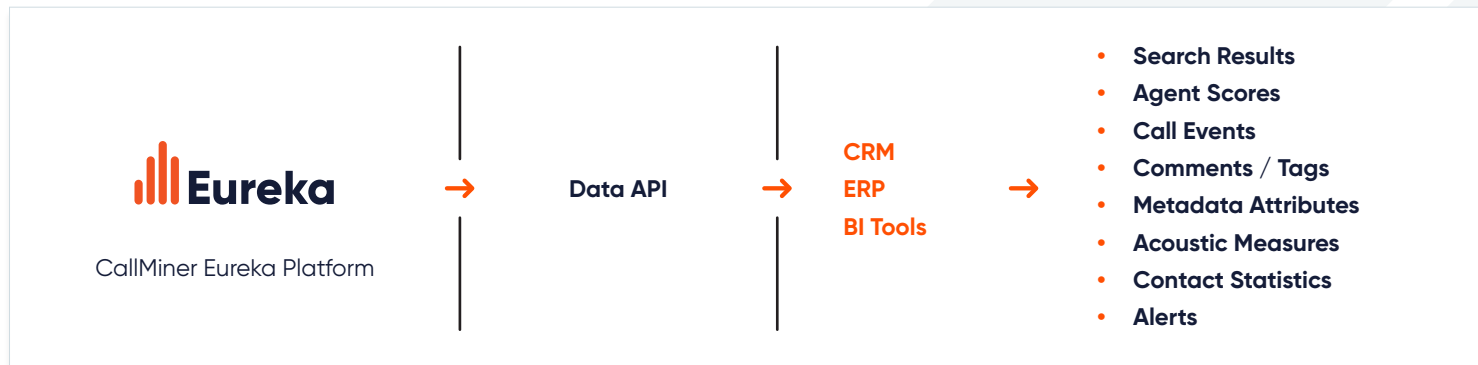 Eureka
CallMiner Eureka Platform
Data API
CRM
ERP
BI Tools
• Search Results
• Agent Scores
• Call Events
• Comments / Tags
• Metadata Attributes
• Acoustic Measures
• Contact Statistics
• Alerts